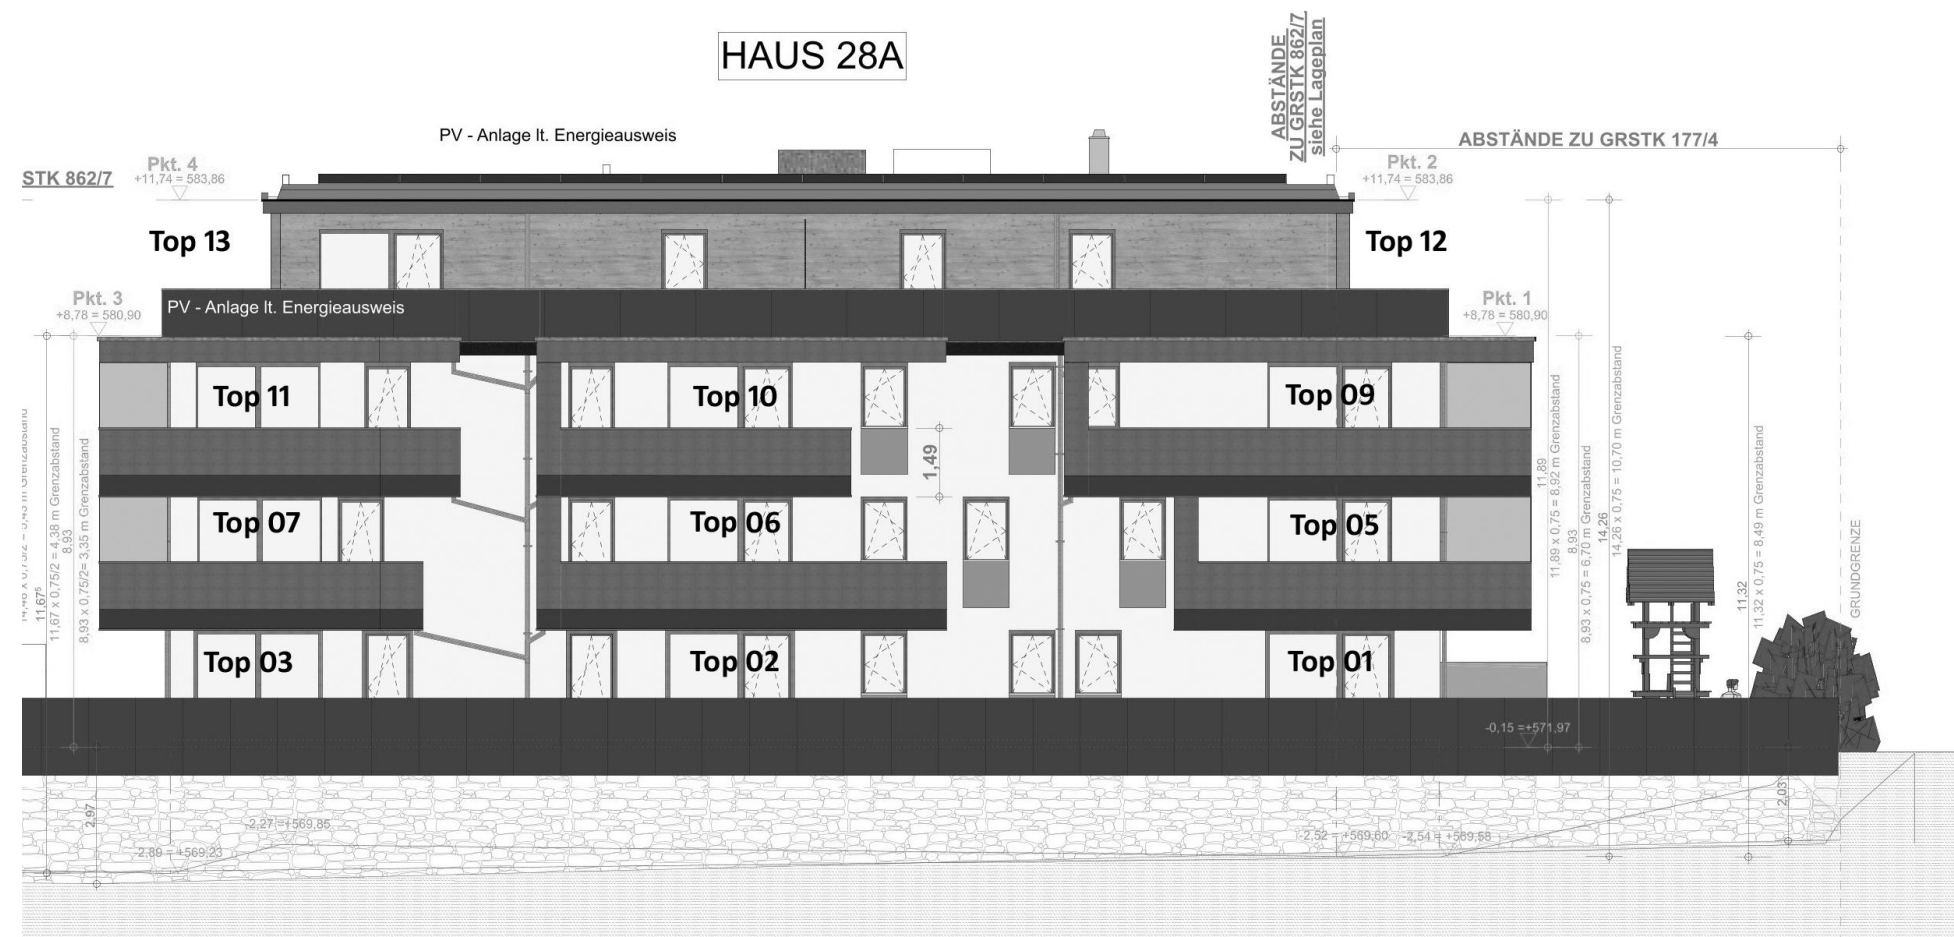 HAUS 28A
ABSTÄNDE
ZU GRSTK 862/7
siehe Lageplan
PV - Anlage lt. Energieausweis
ABSTÄNDE ZU GRSTK 177/4
STK 862/7
Pkt. 4
+11,74 = 583,86
Pkt. 2
+11,74 = 583,86
Top 13
Top 12
Pkt. 3
+8,78 = 580,90
PV - Anlage lt. Energieausweis
Pkt. 1
+8,78 = 580,90
Top 11
Top 10
Top 09
1,49
Top 07
Top 06
Top 05
Top 03
Top 02
Top 01
11,67⁵
11,67 x 0,75/2 = 4,38 m Grenzabstand
8,93
8,93 x 0,75/2= 3,35 m Grenzabstand
11,89
11,89 x 0,75 = 8,92 m Grenzabstand
8,93
8,93 x 0,75 = 6,70 m Grenzabstand
14,26
14,26 x 0,75 = 10,70 m Grenzabstand
11,32
11,32 x 0,75 = 8,49 m Grenzabstand
GRUNDGRENZE
-0,15 =+571,97
2,97
2,03
-2,27 =+569,85
-2,89 = +569,23
-2,52 = +569,60
-2,54 = +569,58